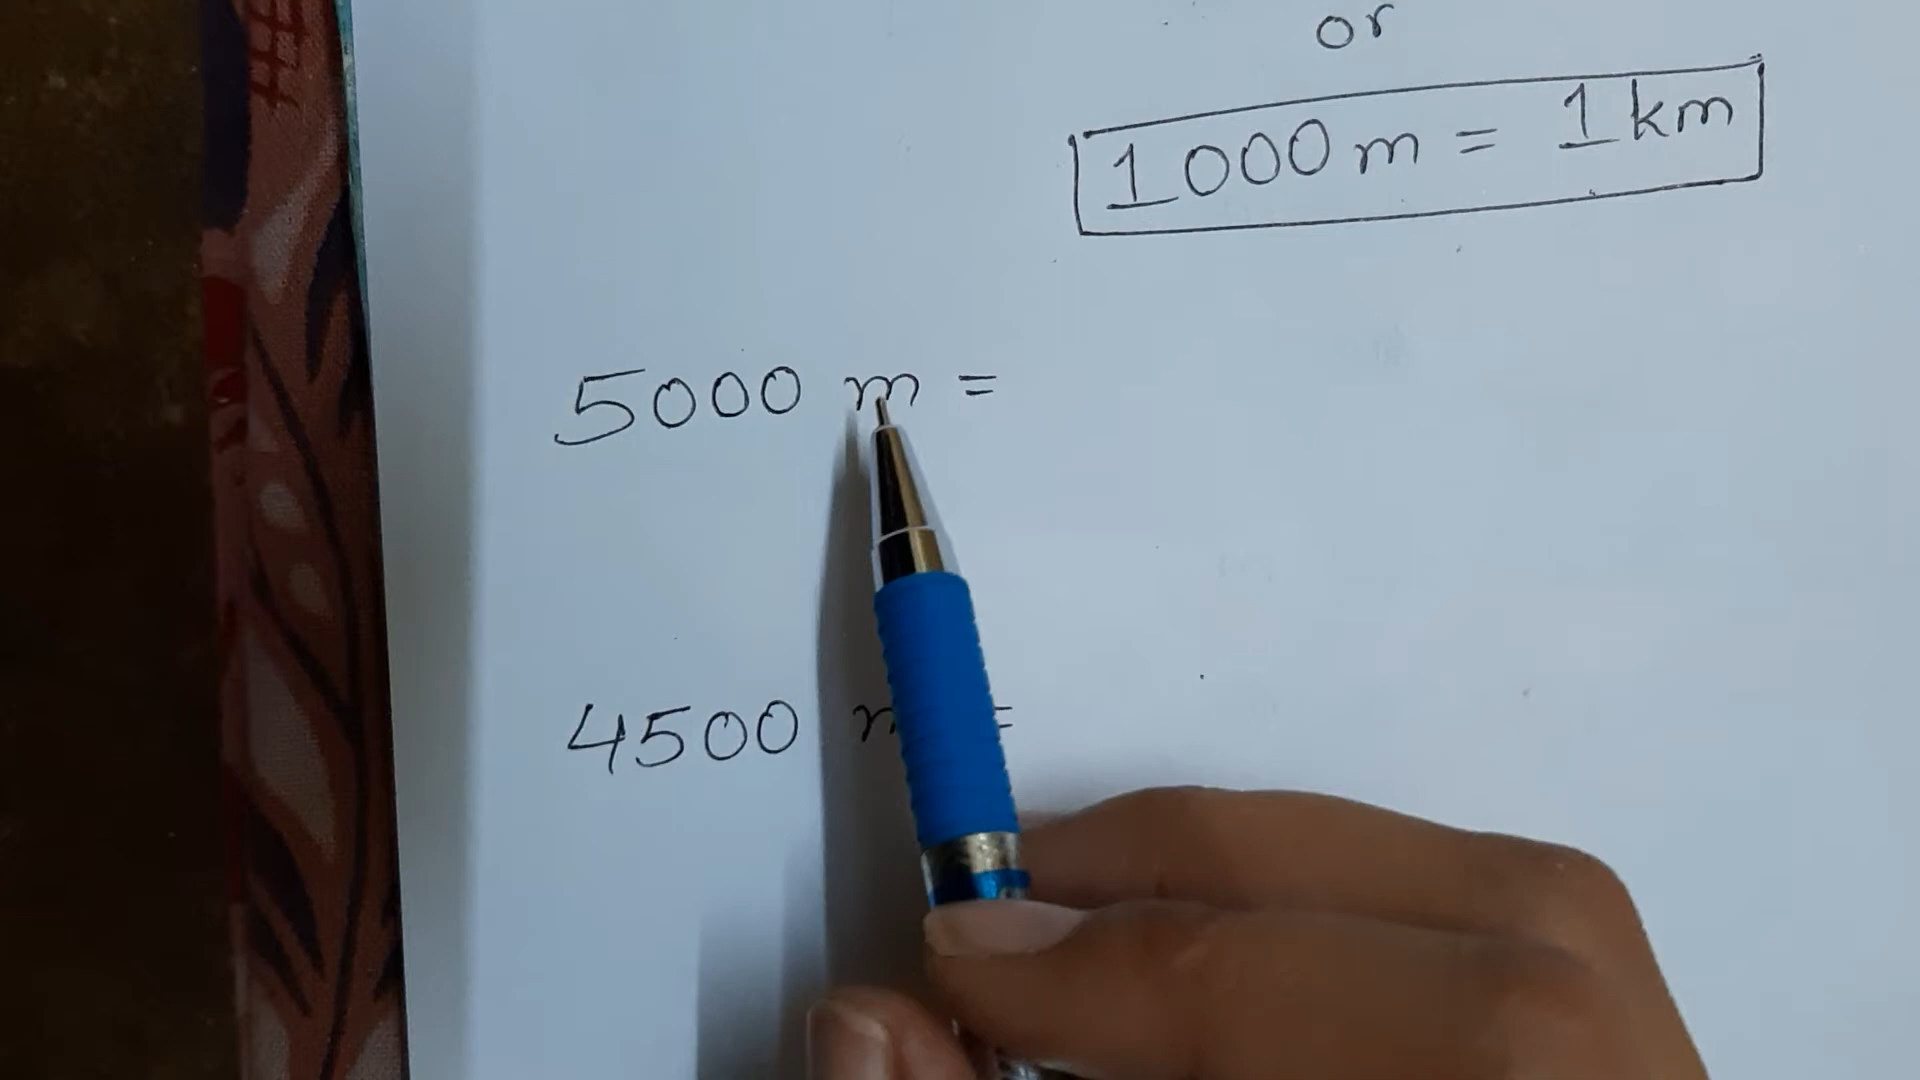 or
1000 m = 1 km
5000 m =
4500 =